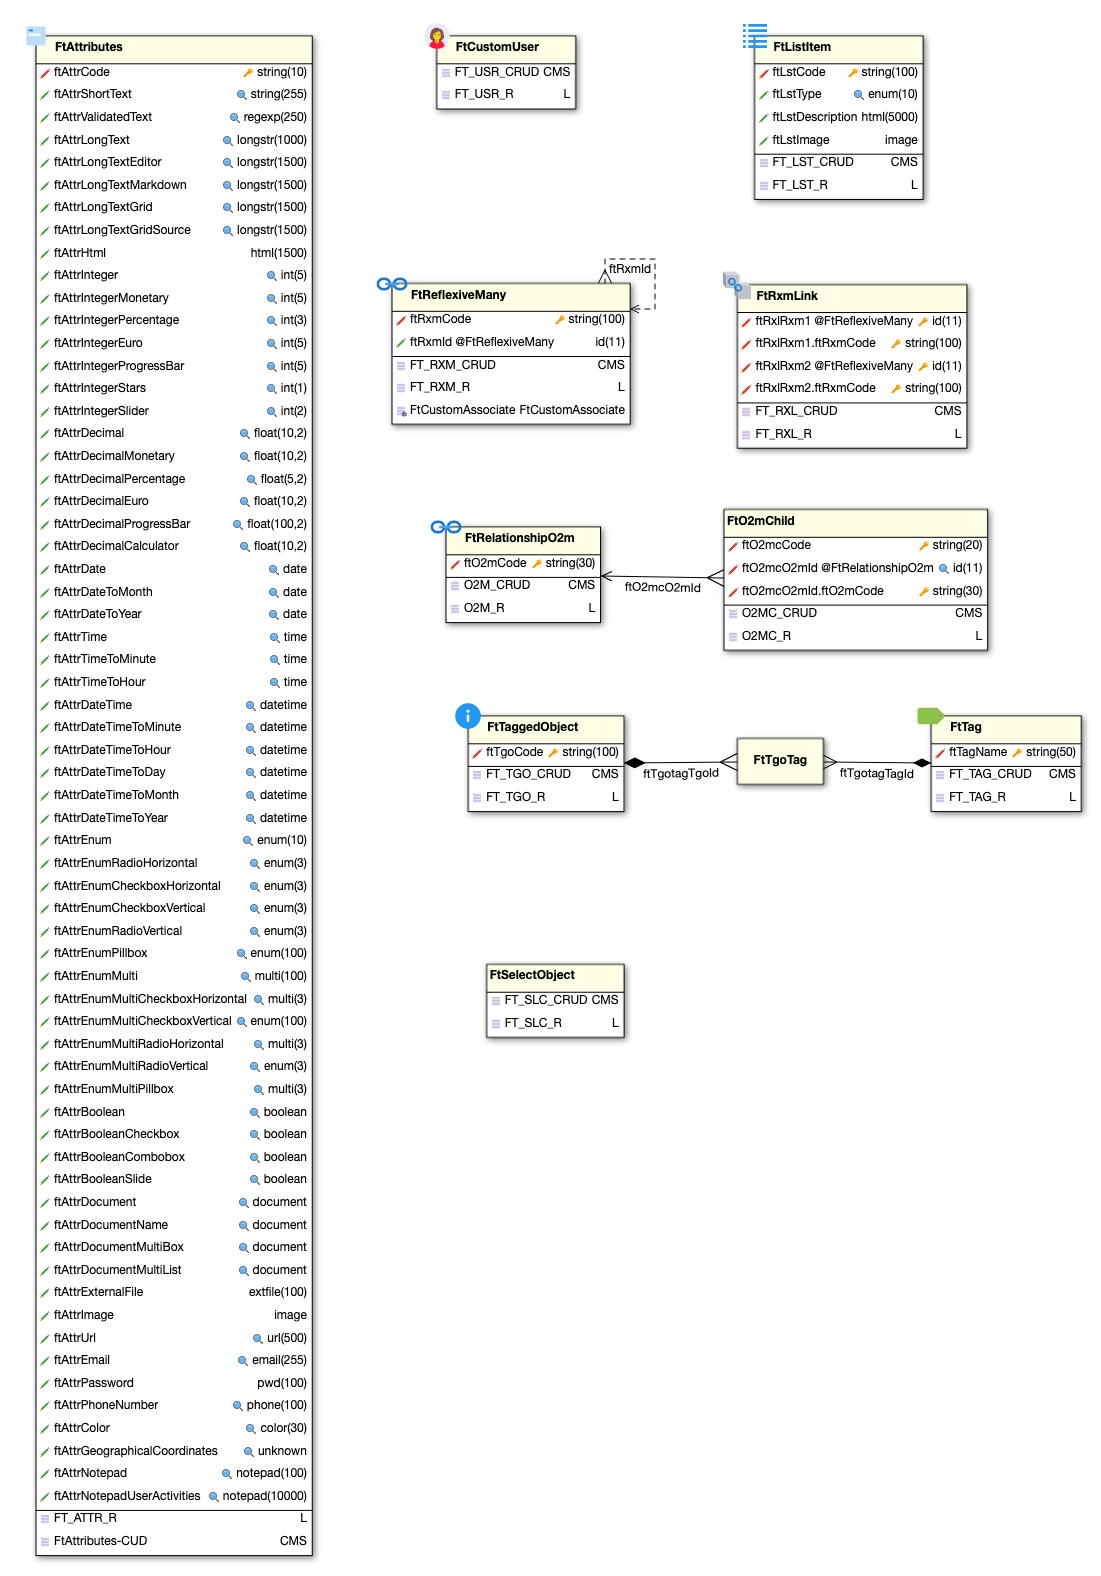 FtAttributes
ftAttrCode string(10)
ftAttrShortText string(255)
ftAttrValidatedText regexp(250)
ftAttrLongText longstr(1000)
ftAttrLongTextEditor longstr(1500)
ftAttrLongTextMarkdown longstr(1500)
ftAttrLongTextGrid longstr(1500)
ftAttrLongTextGridSource longstr(1500)
ftAttrHtml html(1500)
ftAttrInteger int(5)
ftAttrIntegerMonetary int(5)
ftAttrIntegerPercentage int(3)
ftAttrIntegerEuro int(5)
ftAttrIntegerProgressBar int(5)
ftAttrIntegerStars int(1)
ftAttrIntegerSlider int(2)
ftAttrDecimal float(10,2)
ftAttrDecimalMonetary float(10,2)
ftAttrDecimalPercentage float(5,2)
ftAttrDecimalEuro float(10,2)
ftAttrDecimalProgressBar float(100,2)
ftAttrDecimalCalculator float(10,2)
ftAttrDate date
ftAttrDateToMonth date
ftAttrDateToYear date
ftAttrTime time
ftAttrTimeToMinute time
ftAttrTimeToHour time
ftAttrDateTime datetime
ftAttrDateTimeToMinute datetime
ftAttrDateTimeToHour datetime
ftAttrDateTimeToDay datetime
ftAttrDateTimeToMonth datetime
ftAttrDateTimeToYear datetime
ftAttrEnum enum(10)
ftAttrEnumRadioHorizontal enum(3)
ftAttrEnumCheckboxHorizontal enum(3)
ftAttrEnumCheckboxVertical enum(3)
ftAttrEnumRadioVertical enum(3)
ftAttrEnumPillbox enum(100)
ftAttrEnumMulti multi(100)
ftAttrEnumMultiCheckboxHorizontal multi(3)
ftAttrEnumMultiCheckboxVertical enum(100)
ftAttrEnumMultiRadioHorizontal multi(3)
ftAttrEnumMultiRadioVertical enum(3)
ftAttrEnumMultiPillbox multi(3)
ftAttrBoolean boolean
ftAttrBooleanCheckbox boolean
ftAttrBooleanCombobox boolean
ftAttrBooleanSlide boolean
ftAttrDocument document
ftAttrDocumentName document
ftAttrDocumentMultiBox document
ftAttrDocumentMultiList document
ftAttrExternalFile extfile(100)
ftAttrImage image
ftAttrUrl url(500)
ftAttrEmail email(255)
ftAttrPassword pwd(100)
ftAttrPhoneNumber phone(100)
ftAttrColor color(30)
ftAttrGeographicalCoordinates unknown
ftAttrNotepad notepad(100)
ftAttrNotepadUserActivities notepad(10000)
FT_ATTR_R L
FtAttributes-CUD CMS
FtCustomUser
FT_USR_CRUD CMS
FT_USR_R L
FtListItem
ftLstCode string(100)
ftLstType enum(10)
ftLstDescription html(5000)
ftLstImage image
FT_LST_CRUD CMS
FT_LST_R L
ftRxmId
FtReflexiveMany
ftRxmCode string(100)
ftRxmId @FtReflexiveMany id(11)
FT_RXM_CRUD CMS
FT_RXM_R L
FtCustomAssociate FtCustomAssociate
FtRxmLink
ftRxlRxm1 @FtReflexiveMany id(11)
ftRxlRxm1.ftRxmCode string(100)
ftRxlRxm2 @FtReflexiveMany id(11)
ftRxlRxm2.ftRxmCode string(100)
FT_RXL_CRUD CMS
FT_RXL_R L
FtRelationshipO2m
ftO2mCode string(30)
O2M_CRUD CMS
O2M_R L
ftO2mcO2mId
FtO2mChild
ftO2mcCode string(20)
ftO2mcO2mId @FtRelationshipO2m id(11)
ftO2mcO2mId.ftO2mCode string(30)
O2MC_CRUD CMS
O2MC_R L
FtTaggedObject
ftTgoCode string(100)
FT_TGO_CRUD CMS
FT_TGO_R L
ftTgotagTgoId
FtTgoTag
ftTgotagTagId
FtTag
ftTagName string(50)
FT_TAG_CRUD CMS
FT_TAG_R L
FtSelectObject
FT_SLC_CRUD CMS
FT_SLC_R L